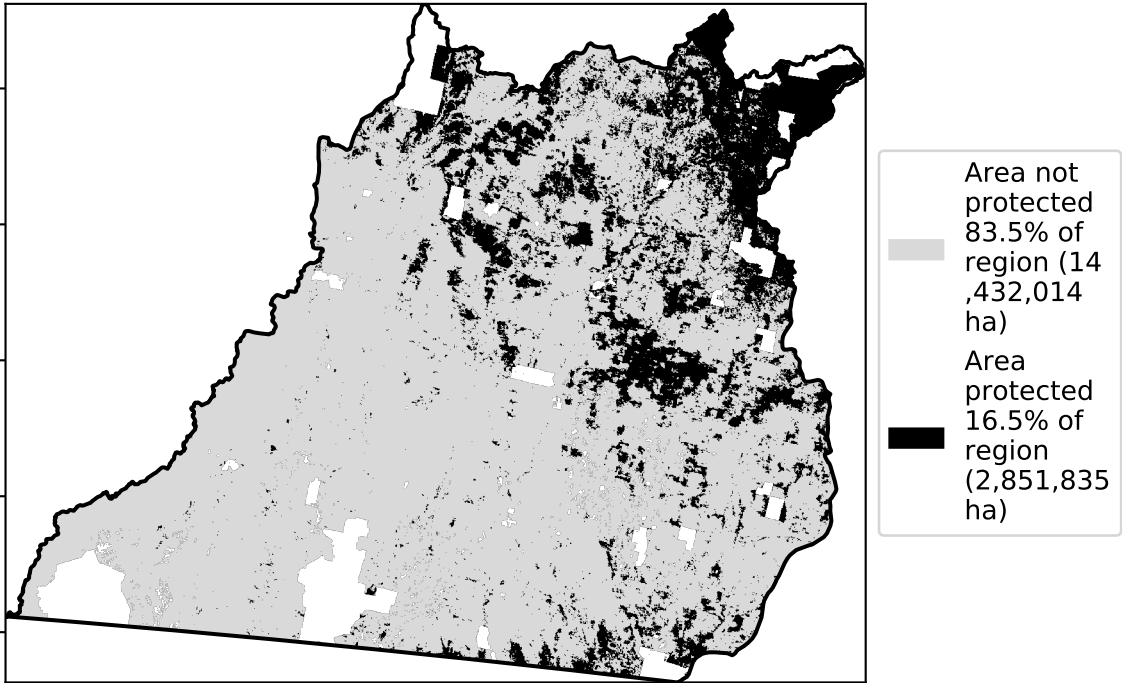 Area not
protected
83.5% of
region (14
,432,014
ha)
Area
protected
16.5% of
region
(2,851,835
ha)